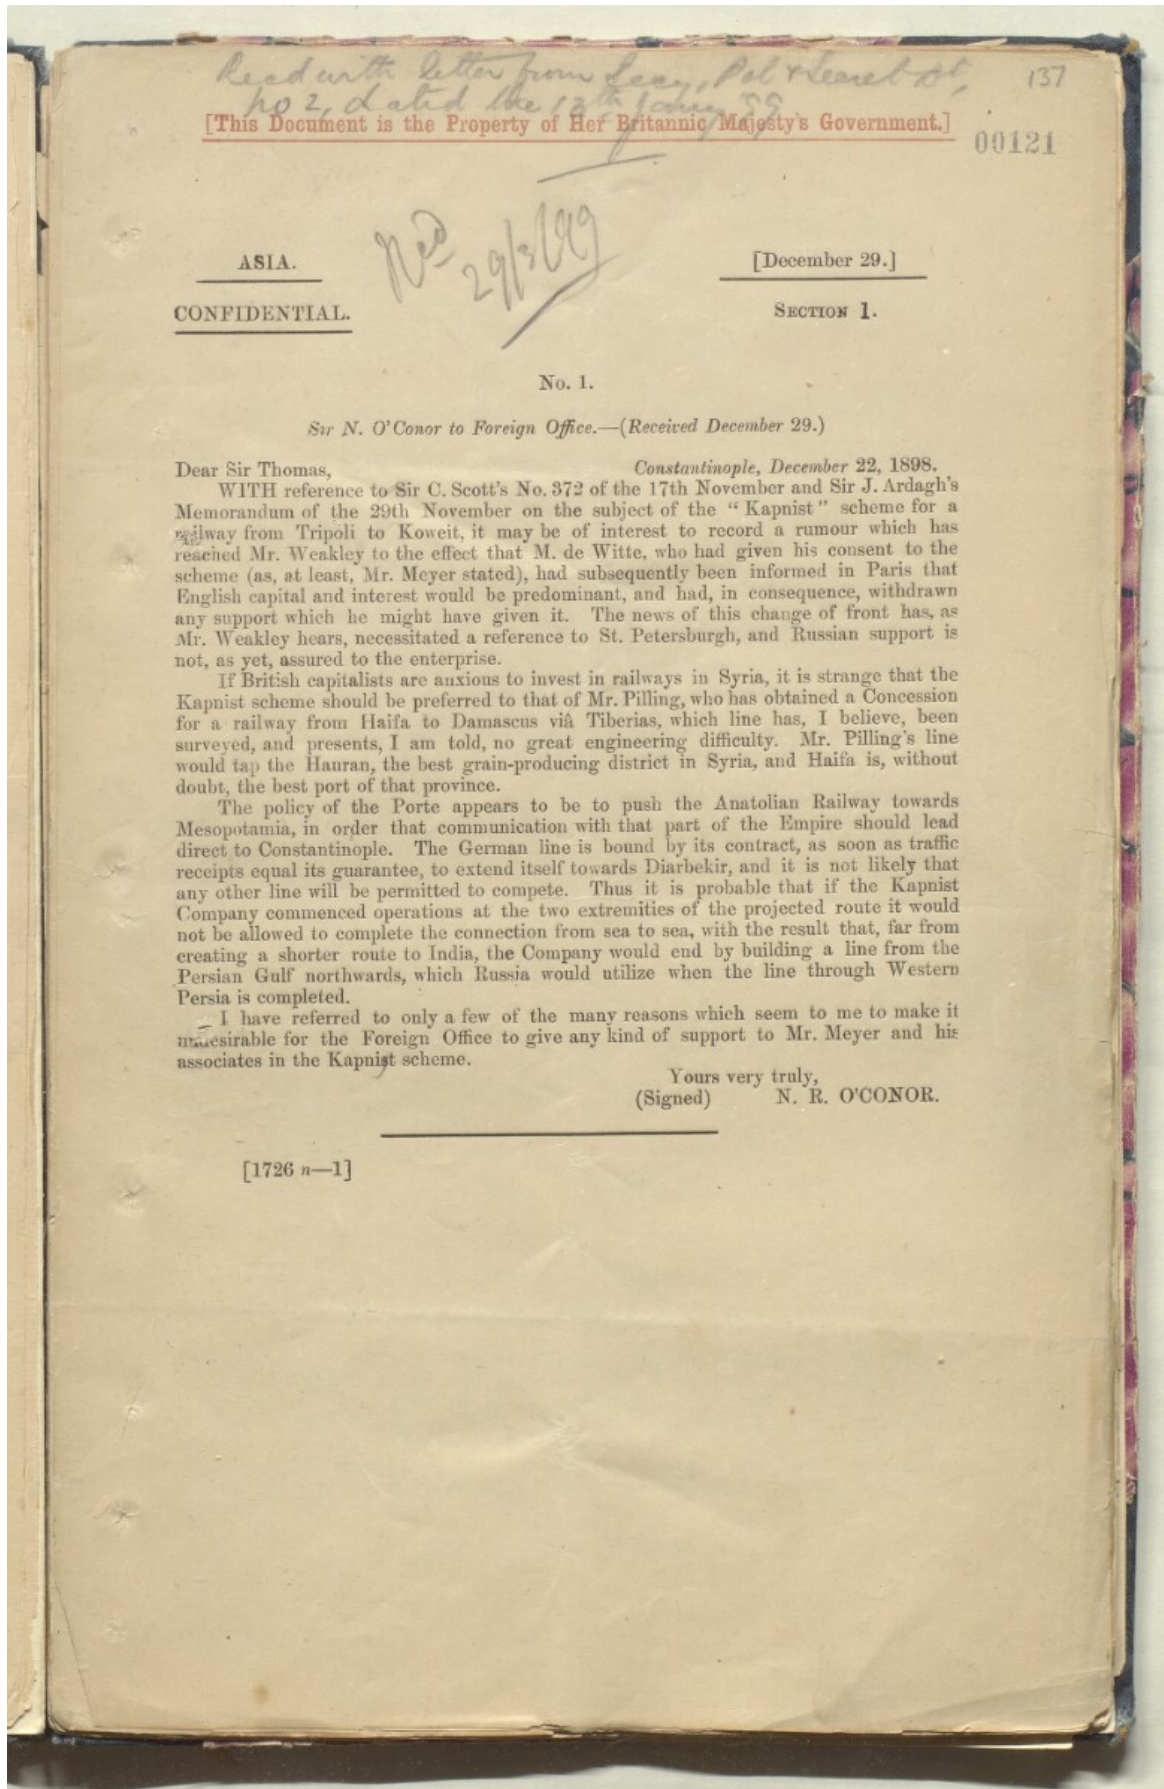 Read with letter from Secy, Pol & Secret Dt,
No 2, dated the 13th Jany 99
137
[This Document is the Property of Her Britannic Majesty's Government.]
00121
29/3/99
ASIA.
[December 29.]
CONFIDENTIAL.
SECTION 1.
No. 1.
Sir N. O'Conor to Foreign Office.—(Received December 29.)
Dear Sir Thomas, Constantinople, December 22, 1898.
WITH reference to Sir C. Scott's No. 372 of the 17th November and Sir J. Ardagh's
Memorandum of the 29th November on the subject of the "Kapnist" scheme for a
railway from Tripoli to Koweit, it may be of interest to record a rumour which has
reached Mr. Weakley to the effect that M. de Witte, who had given his consent to the
scheme (as, at least, Mr. Meyer stated), had subsequently been informed in Paris that
English capital and interest would be predominant, and had, in consequence, withdrawn
any support which he might have given it. The news of this change of front has, as
Mr. Weakley hears, necessitated a reference to St. Petersburgh, and Russian support is
not, as yet, assured to the enterprise.
If British capitalists are anxious to invest in railways in Syria, it is strange that the
Kapnist scheme should be preferred to that of Mr. Pilling, who has obtained a Concession
for a railway from Haifa to Damascus viâ Tiberias, which line has, I believe, been
surveyed, and presents, I am told, no great engineering difficulty. Mr. Pilling's line
would tap the Hauran, the best grain-producing district in Syria, and Haifa is, without
doubt, the best port of that province.
The policy of the Porte appears to be to push the Anatolian Railway towards
Mesopotamia, in order that communication with that part of the Empire should lead
direct to Constantinople. The German line is bound by its contract, as soon as traffic
receipts equal its guarantee, to extend itself towards Diarbekir, and it is not likely that
any other line will be permitted to compete. Thus it is probable that if the Kapnist
Company commenced operations at the two extremities of the projected route it would
not be allowed to complete the connection from sea to sea, with the result that, far from
creating a shorter route to India, the Company would end by building a line from the
Persian Gulf northwards, which Russia would utilize when the line through Western
Persia is completed.
I have referred to only a few of the many reasons which seem to me to make it
undesirable for the Foreign Office to give any kind of support to Mr. Meyer and his
associates in the Kapnist scheme.
Yours very truly,
(Signed) N. R. O'CONOR.
[1726 n—1]